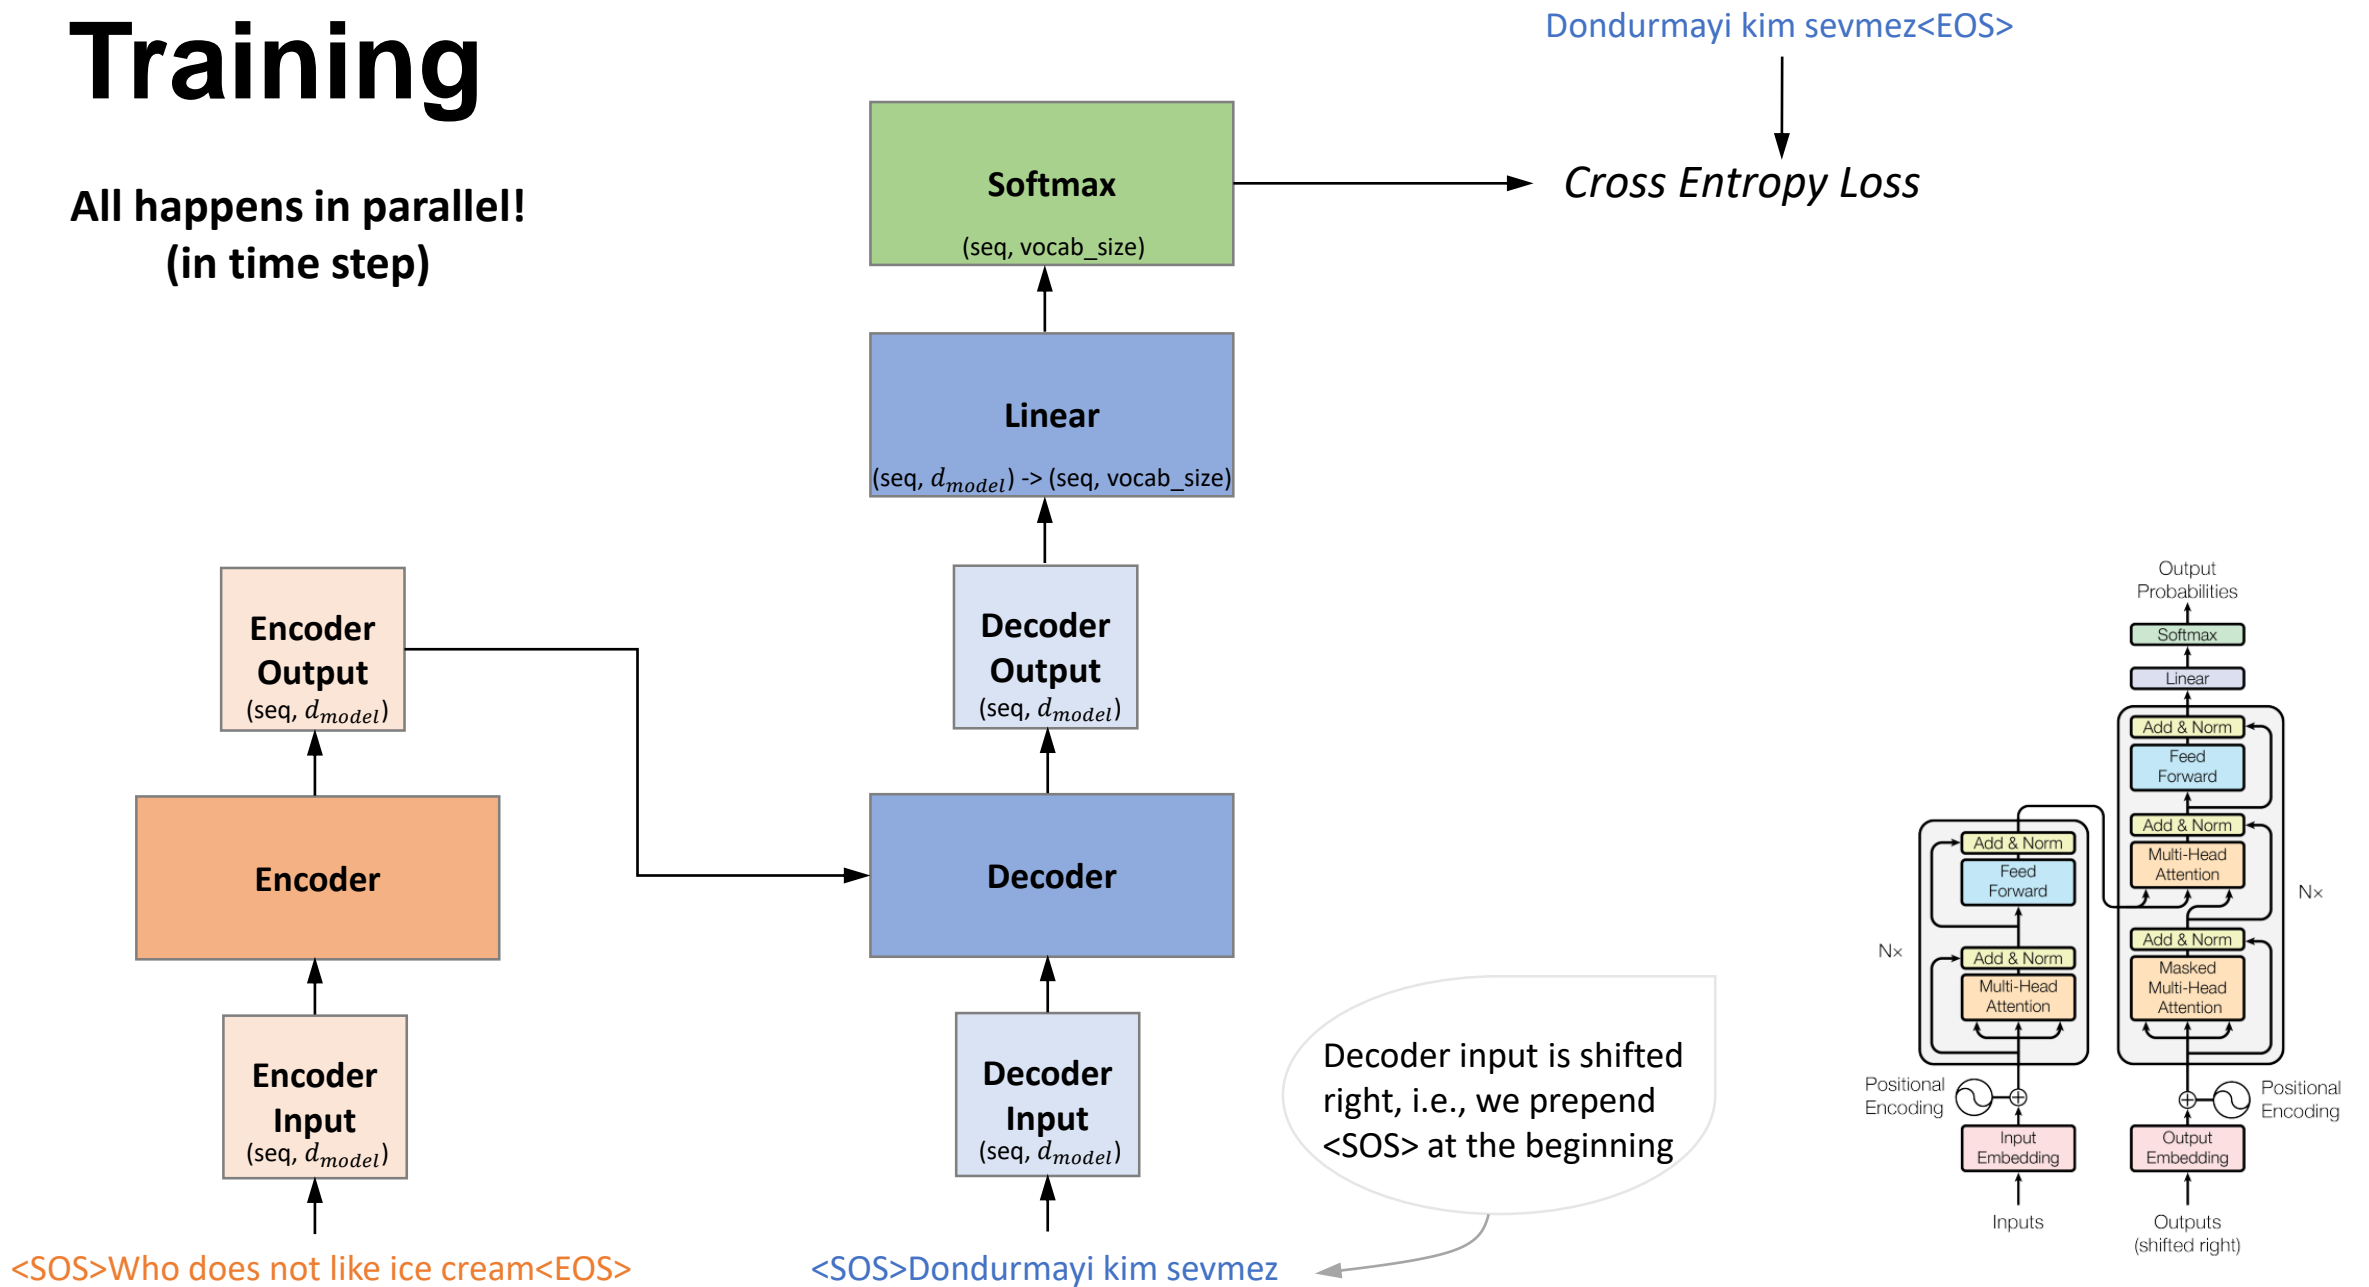 Training
All happens in parallel!
(in time step)
Dondurmayi kim sevmez<EOS>
Cross Entropy Loss
Softmax
(seq, vocab_size)
Linear
(seq, d_model) -> (seq, vocab_size)
Encoder
Output
(seq, d_model)
Decoder
Output
(seq, d_model)
Encoder
Decoder
Encoder
Input
(seq, d_model)
Decoder
Input
(seq, d_model)
<SOS>Who does not like ice cream<EOS>
<SOS>Dondurmayi kim sevmez
Decoder input is shifted
right, i.e., we prepend
<SOS> at the beginning
Output
Probabilities
Softmax
Linear
Add & Norm
Feed
Forward
Add & Norm
Multi-Head
Attention
N×
Add & Norm
Masked
Multi-Head
Attention
Add & Norm
Feed
Forward
N×
Add & Norm
Multi-Head
Attention
Positional
Encoding
Positional
Encoding
Input
Embedding
Output
Embedding
Inputs
Outputs
(shifted right)